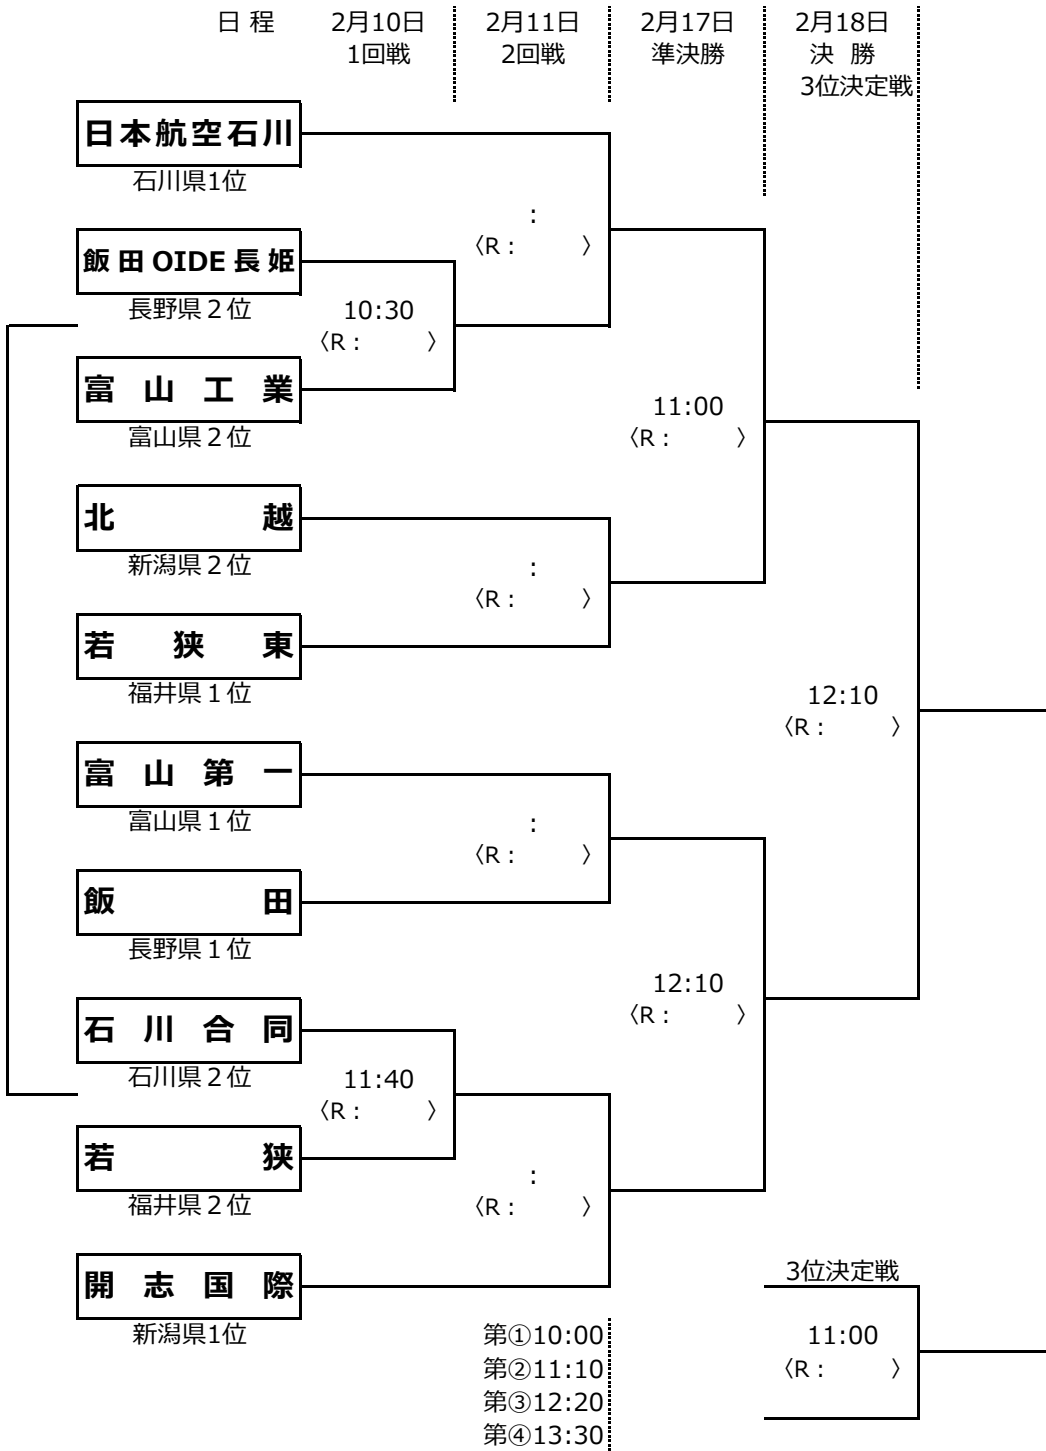 日 程 2月10日 2月11日 2月17日 2月18日
1回戦 2回戦 準決勝 決 勝
3位決定戦
日本航空石川
石川県1位
:
〈R : 〉
飯 田 OIDE 長 姫
長野県２位
10:30
〈R : 〉
富 山 工 業
富山県２位
11:00
〈R : 〉
北 越
新潟県２位
:
〈R : 〉
若 狭 東
福井県１位
12:10
〈R : 〉
富 山 第 一
富山県１位
:
〈R : 〉
飯 田
長野県１位
12:10
〈R : 〉
石 川 合 同
石川県２位
11:40
〈R : 〉
若 狭
福井県２位
:
〈R : 〉
開 志 国 際
新潟県1位
3位決定戦
11:00
〈R : 〉
第①10:00
第②11:10
第③12:20
第④13:30